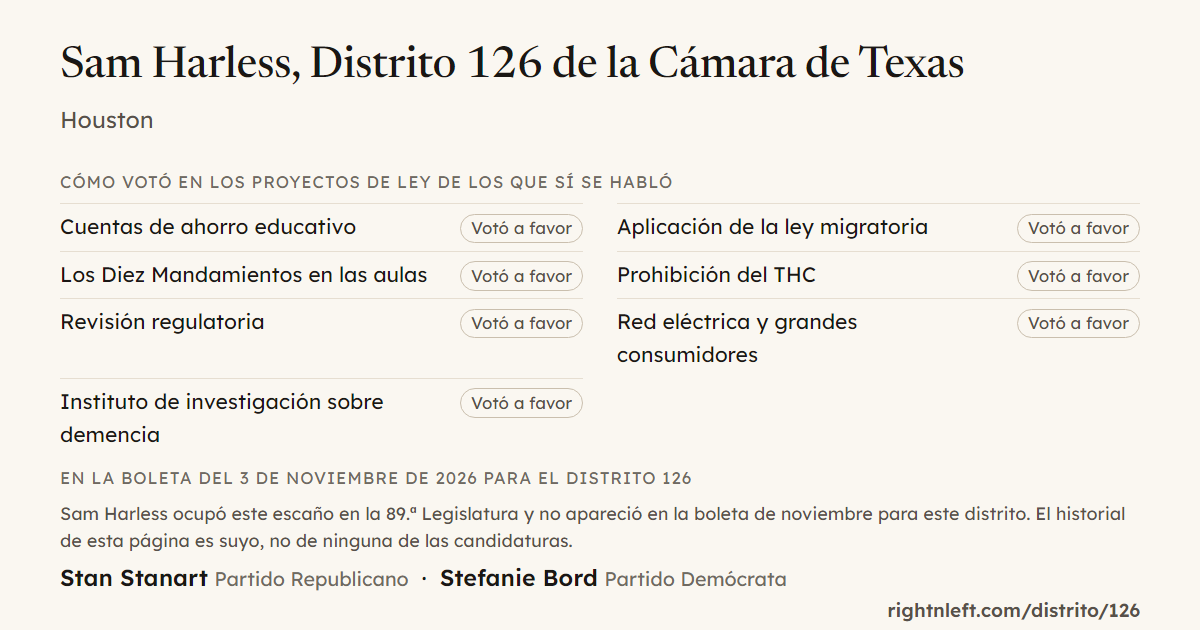 Sam Harless, Distrito 126 de la Cámara de Texas
Houston
CÓMO VOTÓ EN LOS PROYECTOS DE LEY DE LOS QUE SÍ SE HABLÓ
Cuentas de ahorro educativo Votó a favor
Aplicación de la ley migratoria Votó a favor
Los Diez Mandamientos en las aulas Votó a favor
Prohibición del THC Votó a favor
Revisión regulatoria Votó a favor
Red eléctrica y grandes Votó a favor
consumidores
Instituto de investigación sobre Votó a favor
demencia
EN LA BOLETA DEL 3 DE NOVIEMBRE DE 2026 PARA EL DISTRITO 126
Sam Harless ocupó este escaño en la 89.ª Legislatura y no apareció en la boleta de noviembre para este distrito. El historial
de esta página es suyo, no de ninguna de las candidaturas.
Stan Stanart Partido Republicano · Stefanie Bord Partido Demócrata
rightnleft.com/distrito/126